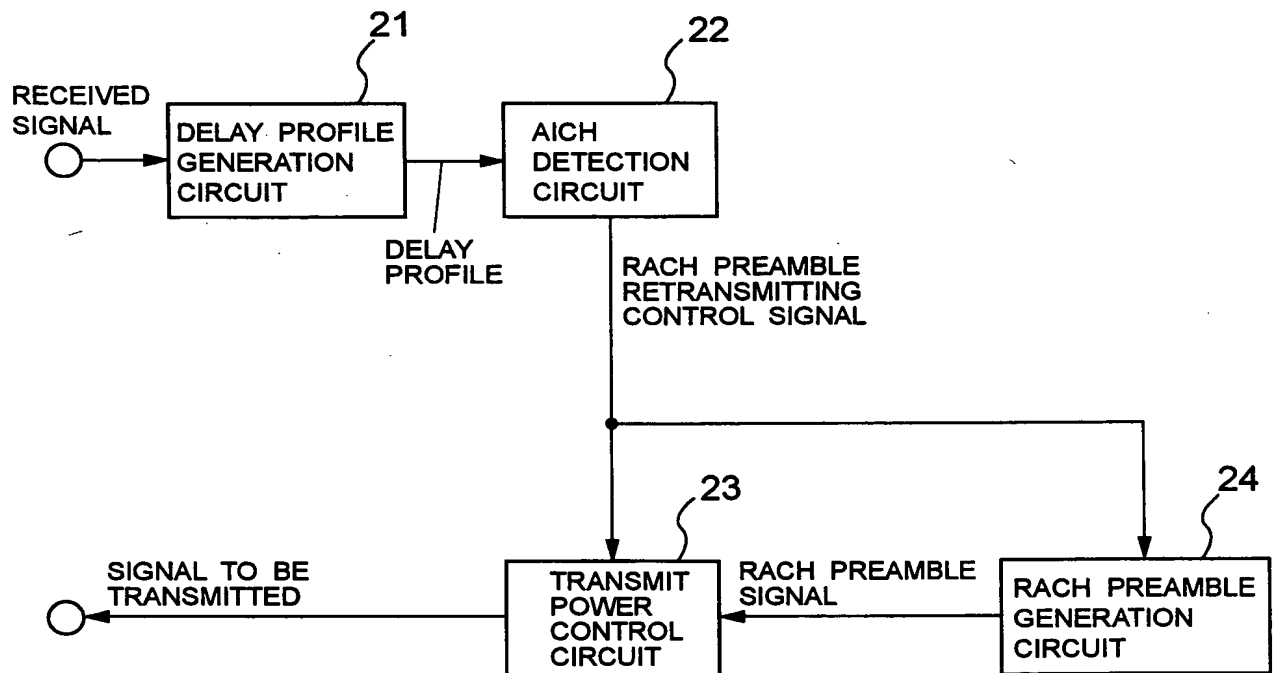 21
22
RECEIVED
SIGNAL
DELAY PROFILE
GENERATION
CIRCUIT
AICH
DETECTION
CIRCUIT
DELAY
PROFILE
RACH PREAMBLE
RETRANSMITTING
CONTROL SIGNAL
23
24
SIGNAL TO BE
TRANSMITTED
TRANSMIT
POWER
CONTROL
CIRCUIT
RACH PREAMBLE
SIGNAL
RACH PREAMBLE
GENERATION
CIRCUIT